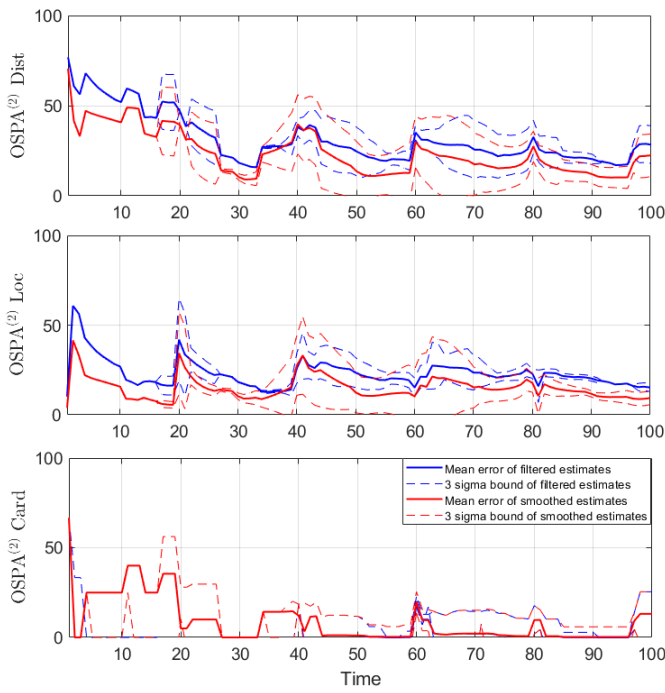 OSPA(2) Dist
100
50
0
10 20 30 40 50 60 70 80 90 100
OSPA(2) Loc
100
50
0
10 20 30 40 50 60 70 80 90 100
OSPA(2) Card
100
50
0
Mean error of filtered estimates
3 sigma bound of filtered estimates
Mean error of smoothed estimates
3 sigma bound of smoothed estimates
10 20 30 40 50 60 70 80 90 100
Time